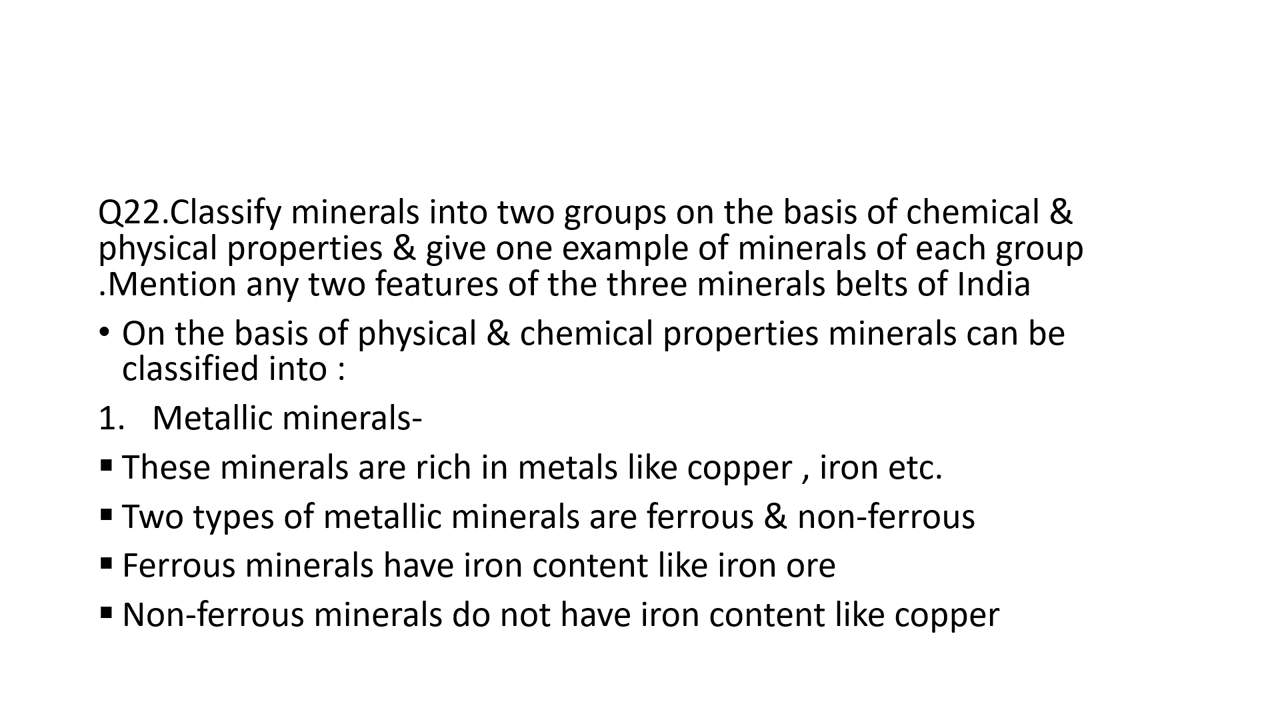 Q22.Classify minerals into two groups on the basis of chemical &
physical properties & give one example of minerals of each group
.Mention any two features of the three minerals belts of India
• On the basis of physical & chemical properties minerals can be
classified into :
1. Metallic minerals-
▪ These minerals are rich in metals like copper , iron etc.
▪ Two types of metallic minerals are ferrous & non-ferrous
▪ Ferrous minerals have iron content like iron ore
▪ Non-ferrous minerals do not have iron content like copper